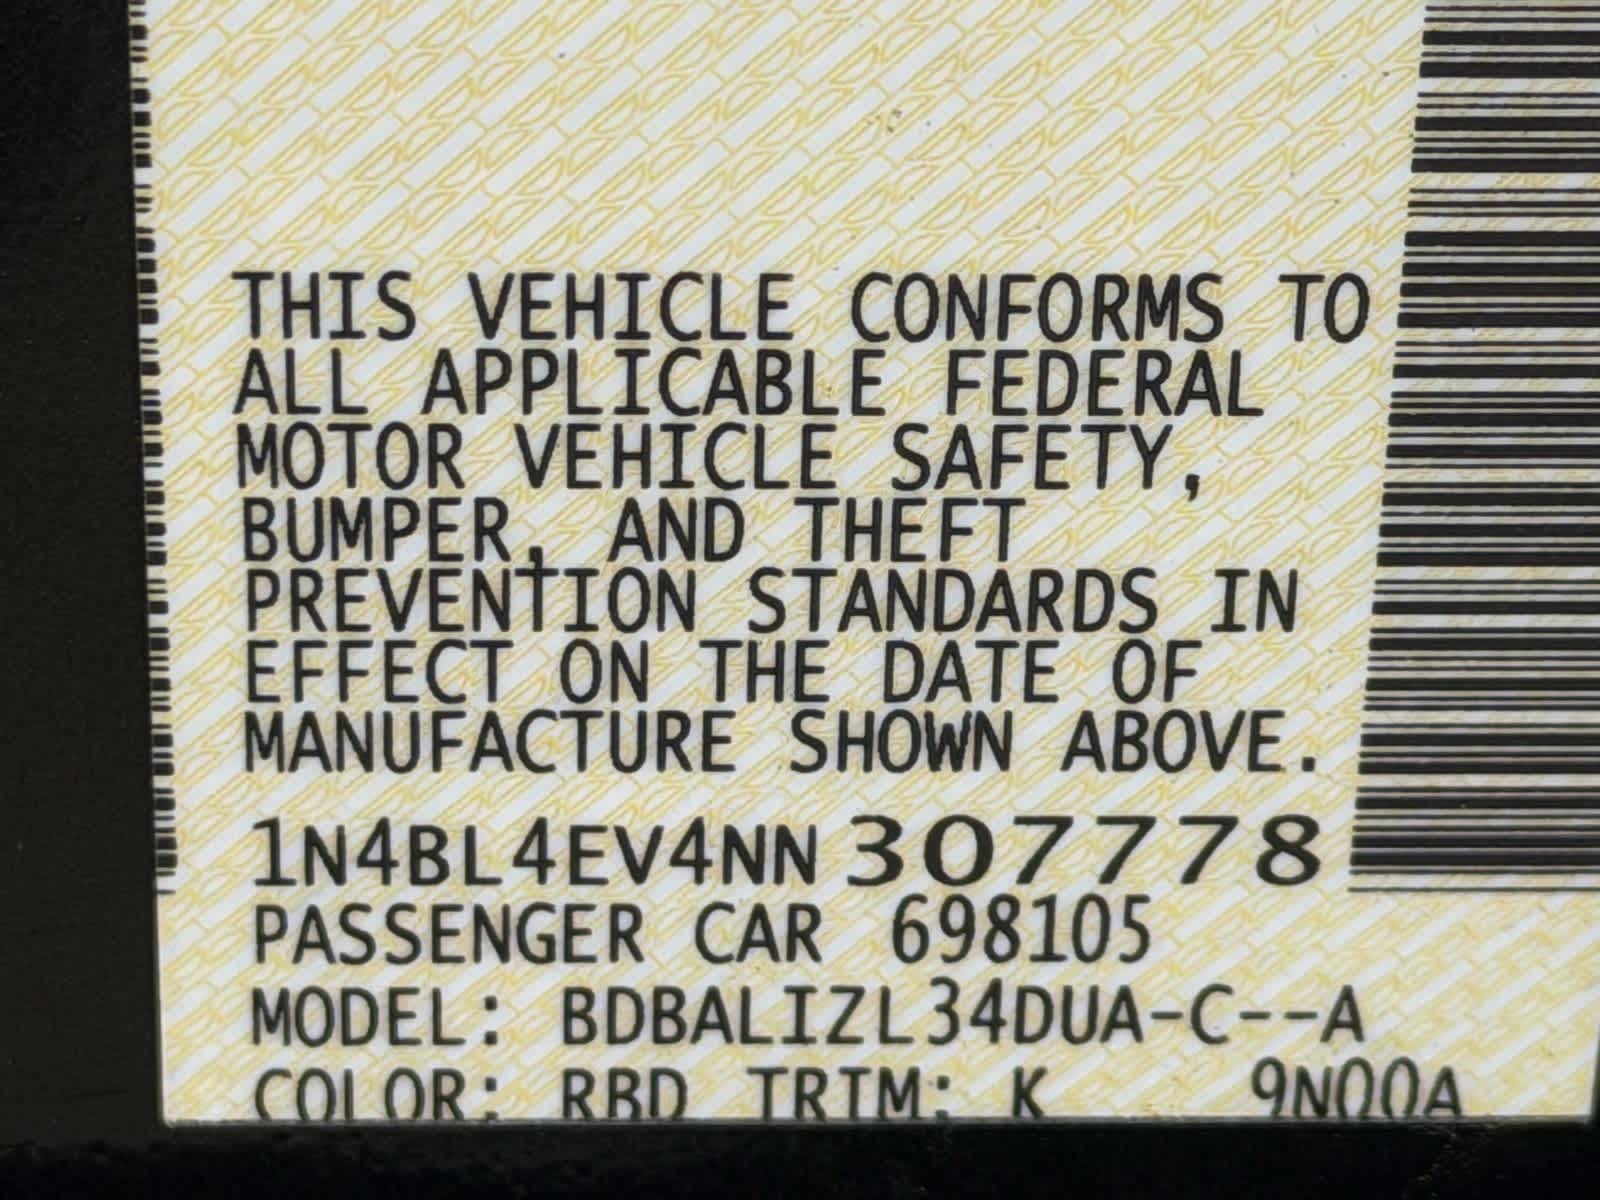 THIS VEHICLE CONFORMS TO
ALL APPLICABLE FEDERAL
MOTOR VEHICLE SAFETY,
BUMPER, AND THEFT
PREVENTION STANDARDS IN
EFFECT ON THE DATE OF
MANUFACTURE SHOWN ABOVE.
1N4BL4EV4NN307778
PASSENGER CAR 698105
MODEL: BDBALIZL34DUA-C--A
COLOR: RBD TRIM: K 9N00A